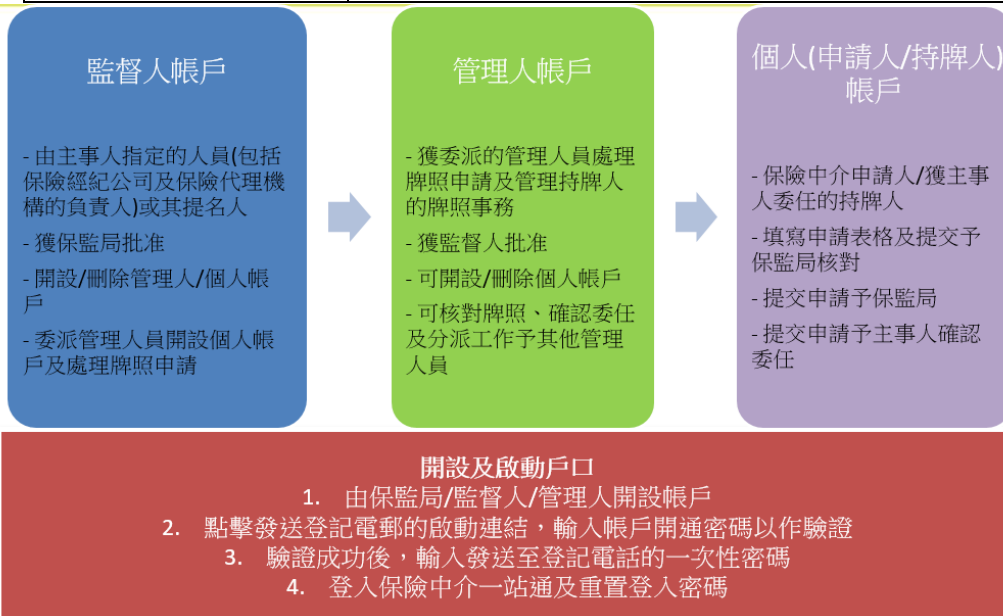 監督人帳戶
- 由主事人指定的人員(包括
保險經紀公司及保險代理機
構的負責人)或其提名人
- 獲保監局批准
- 開設/刪除管理人/個人帳
戶
- 委派管理人員開設個人帳
戶及處理牌照申請
管理人帳戶
- 獲委派的管理人員處理
牌照申請及管理持牌人
的牌照事務
- 獲監督人批准
- 可開設/刪除個人帳戶
- 可核對牌照、確認委任
及分派工作予其他管理
人員
個人(申請人/持牌人)
帳戶
- 保險中介申請人/獲主事
人委任的持牌人
- 填寫申請表格及提交予
保監局核對
- 提交申請予保監局
- 提交申請予主事人確認
委任
開設及啟動戶口
1. 由保監局/監督人/管理人開設帳戶
2. 點擊發送登記電郵的啟動連結，輸入帳戶開通密碼以作驗證
3. 驗證成功後，輸入發送至登記電話的一次性密碼
4. 登入保險中介一站通及重置登入密碼